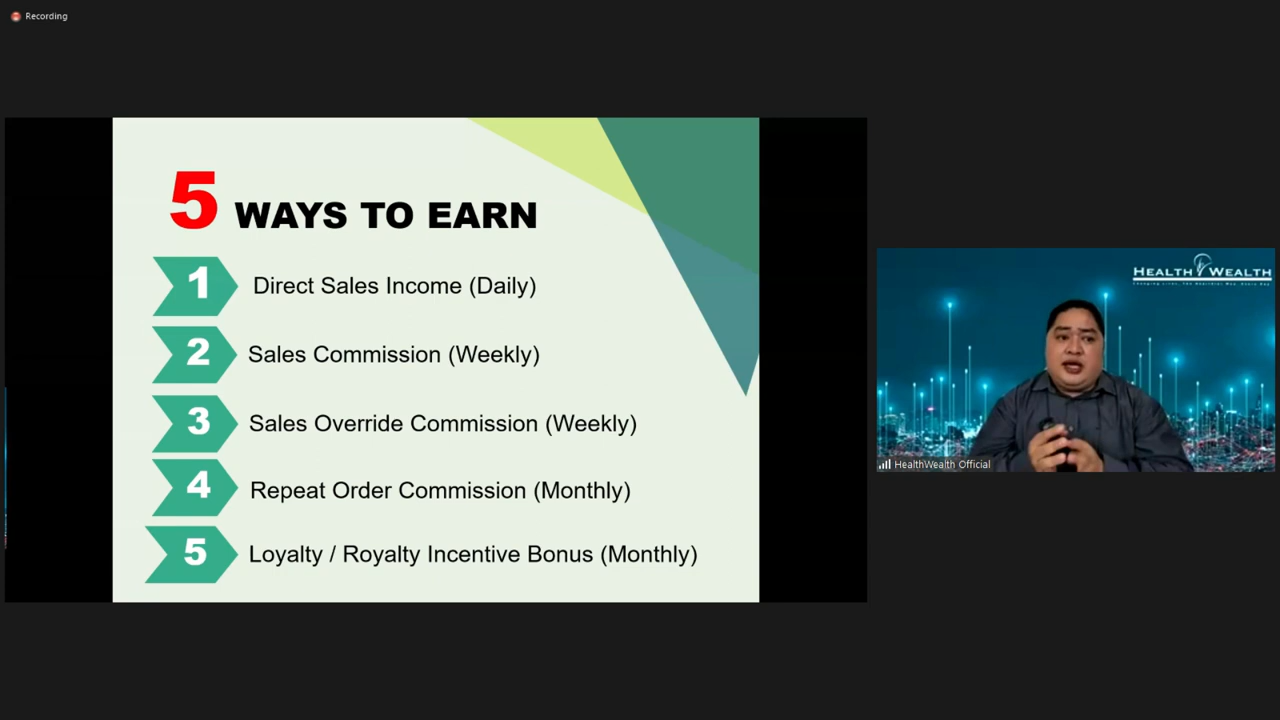 Recording
5 WAYS TO EARN
1 Direct Sales Income (Daily)
2 Sales Commission (Weekly)
3 Sales Override Commission (Weekly)
4 Repeat Order Commission (Monthly)
5 Loyalty / Royalty Incentive Bonus (Monthly)
HEALTH WEALTH
HealthWealth Official